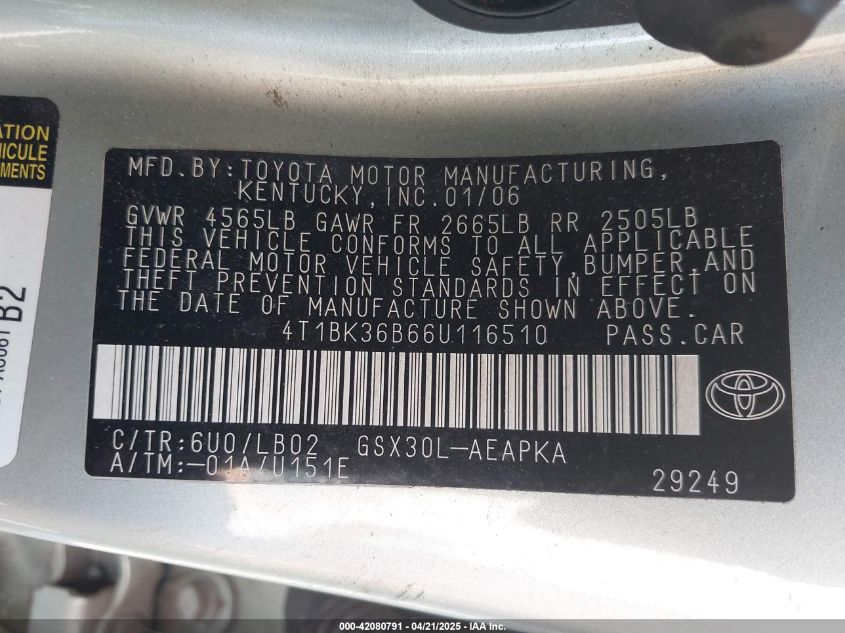 ATION
HICULE
MENTS
B2
MFD.BY:TOYOTA MOTOR MANUFACTURING,
KENTUCKY,INC.01/06
GVWR 4565LB GAWR FR 2665LB RR 2505LB
THIS VEHICLE CONFORMS TO ALL APPLICABLE
FEDERAL MOTOR VEHICLE SAFETY,BUMPER,AND
THEFT PREVENTION STANDARDS IN EFFECT ON
THE DATE OF MANUFACTURE SHOWN ABOVE.
4T1BK36B66U116510 PASS.CAR
C/TR:6U0/LB02 GSX30L-AEAPKA
A/TM:-01A/U151E
29249
000-42080791 - 04/21/2025 - IAA, Inc.